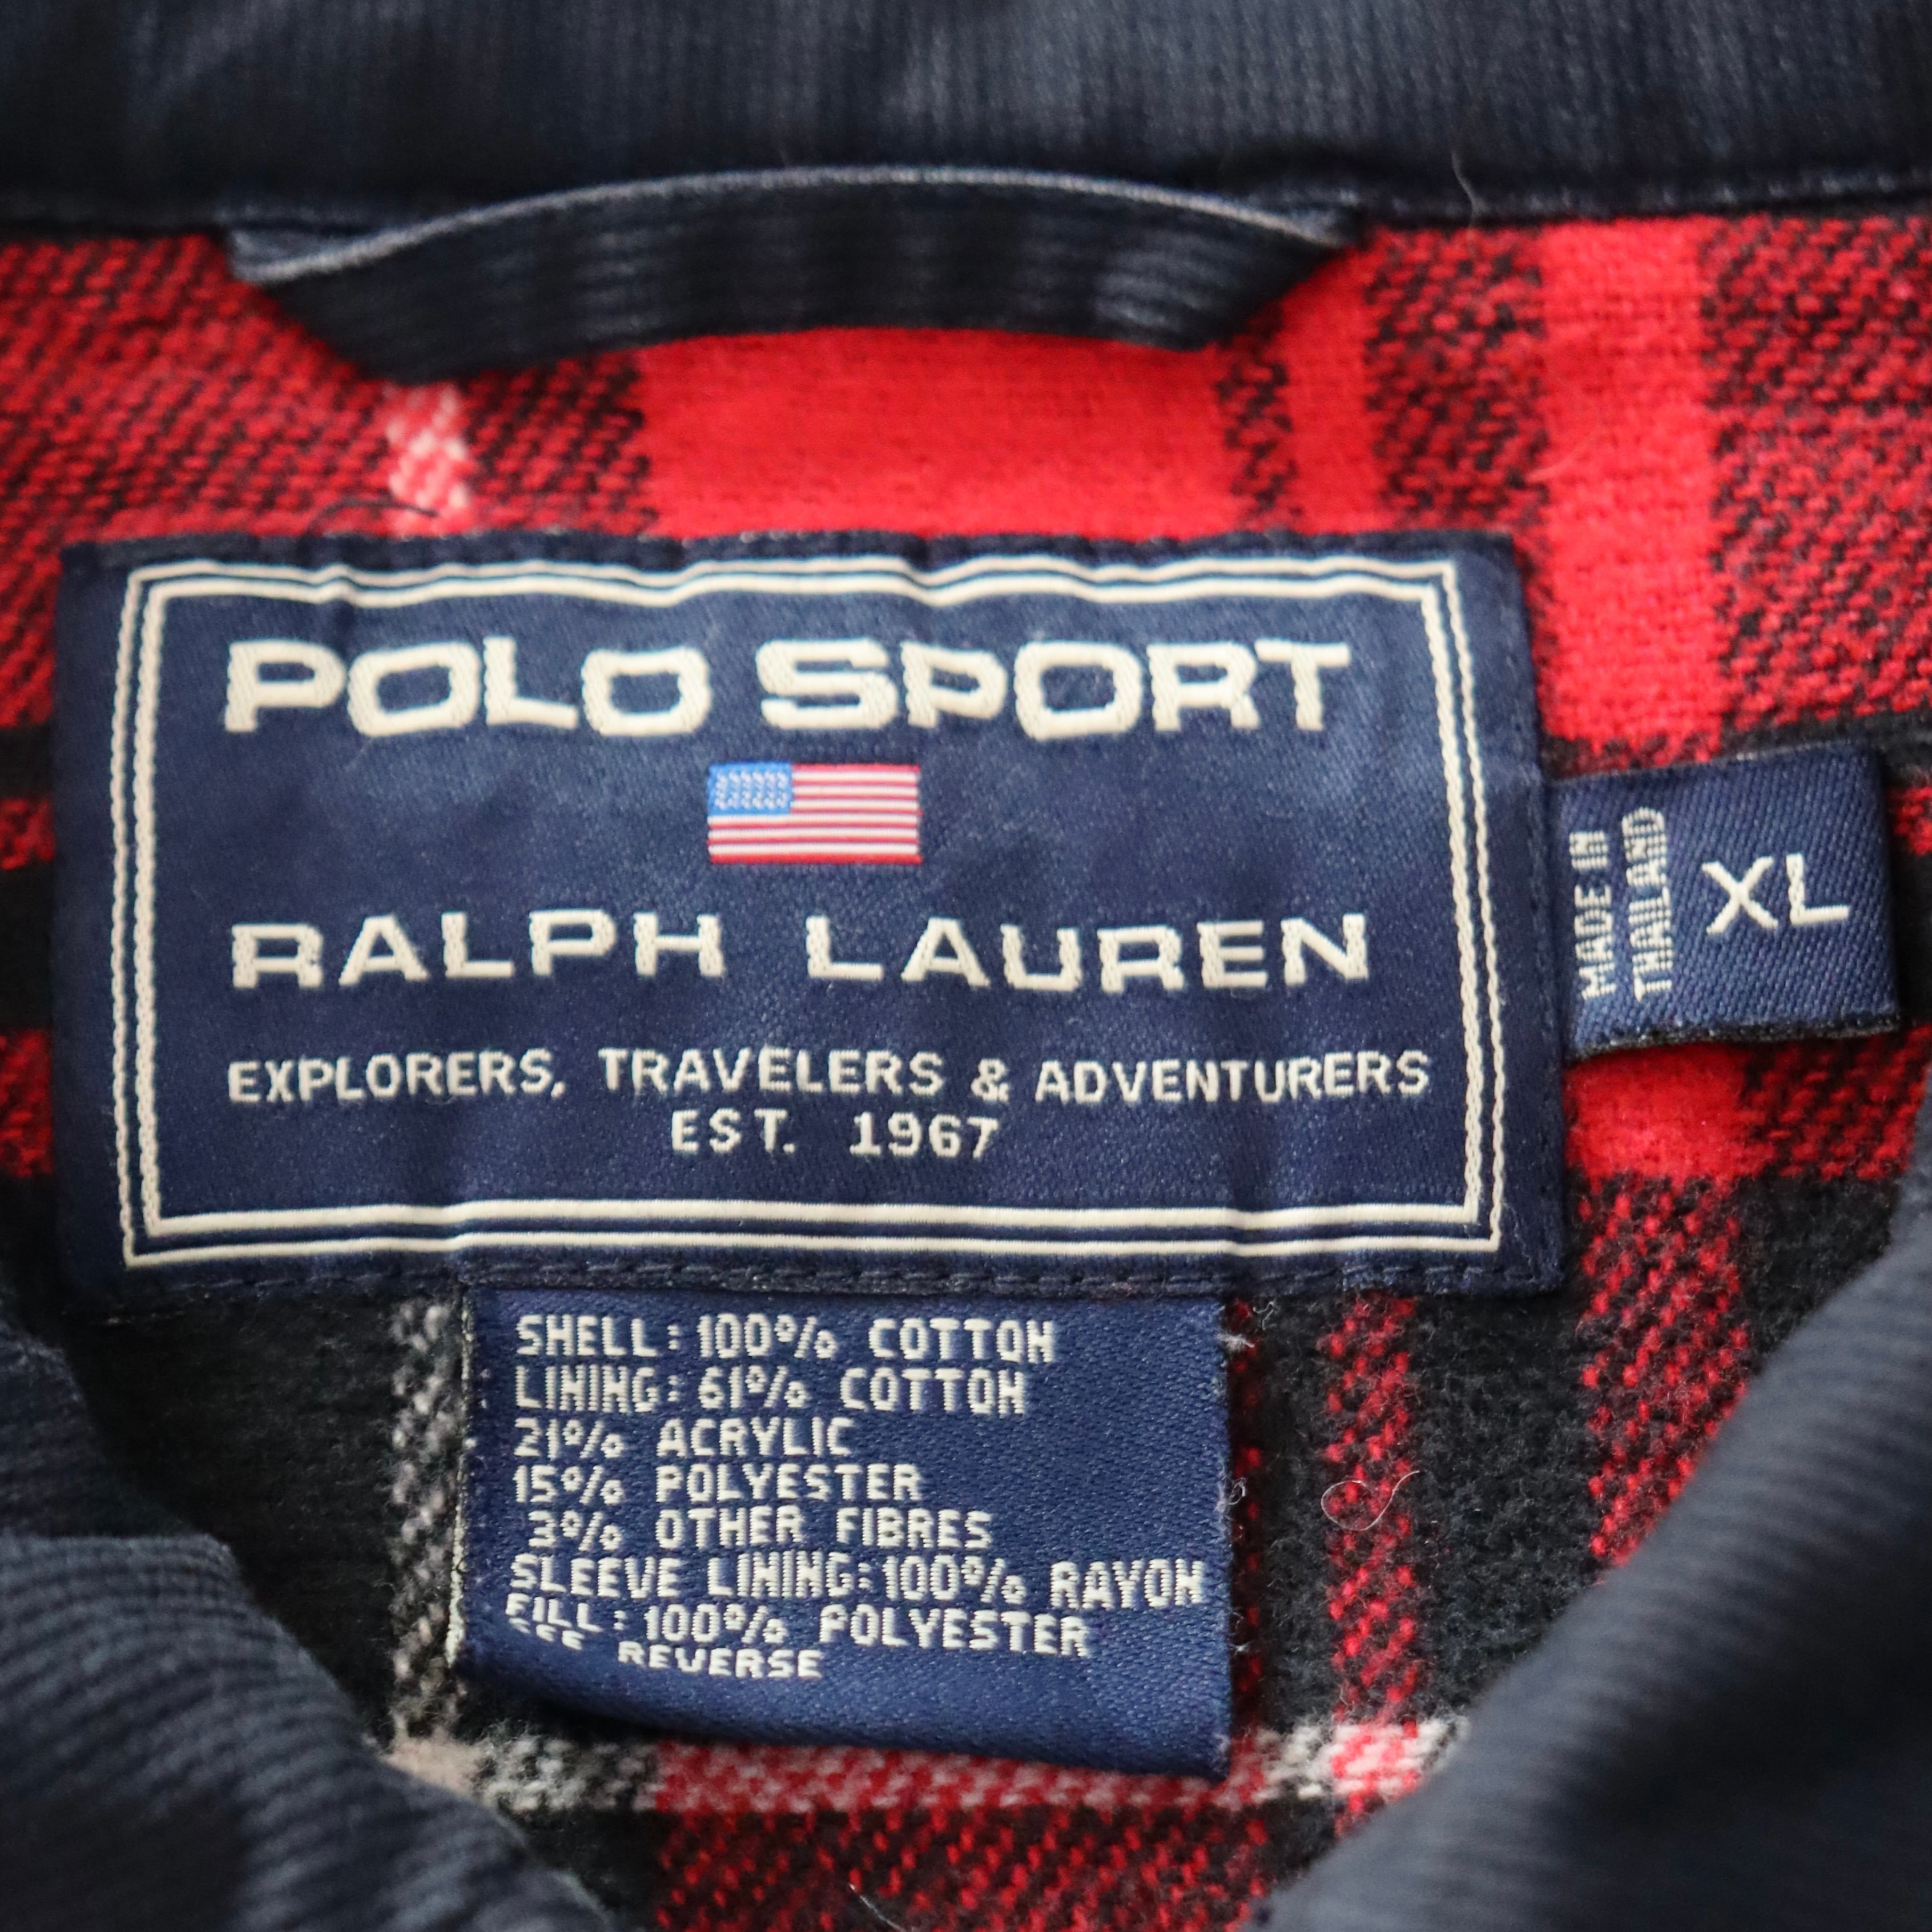 POLO SPORT
RALPH LAUREN
EXPLORERS, TRAVELERS & ADVENTURERS
EST. 1967
MADE IN
THAILAND
XL
SHELL: 100% COTTON
LINING: 61% COTTON
21% ACRYLIC
15% POLYESTER
3% OTHER FIBRES
SLEEVE LINING: 100% RAYON
FILL: 100% POLYESTER
SEE REVERSE